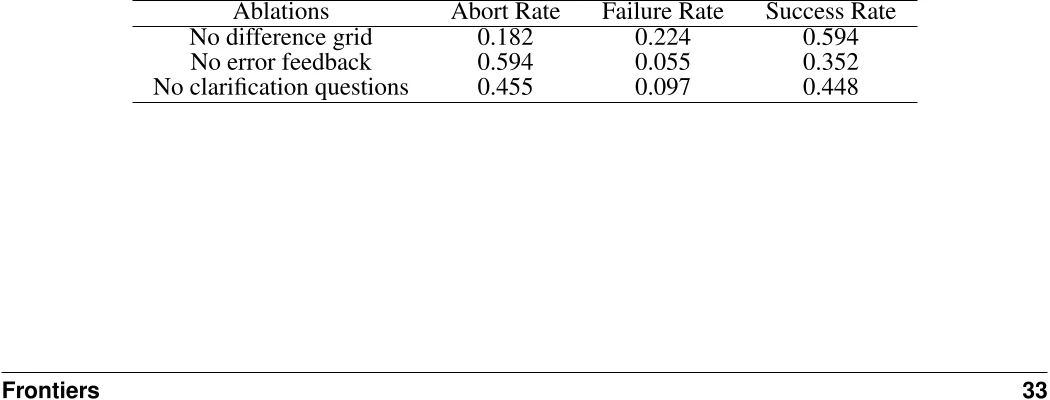 Ablations Abort Rate Failure Rate Success Rate
No difference grid 0.182 0.224 0.594
No error feedback 0.594 0.055 0.352
No clarification questions 0.455 0.097 0.448
Frontiers 33